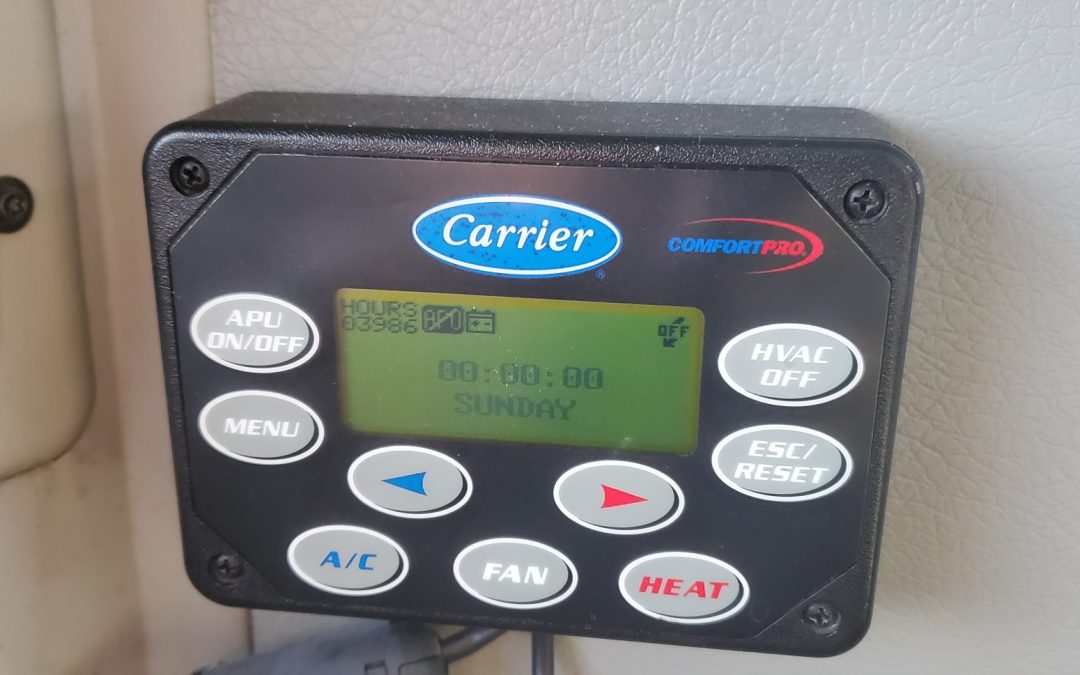 Carrier
®
COMFORTPRO.
HOURS
03986
APU
OFF
00:00:00
SUNDAY
APU
ON/OFF
MENU
HVAC
OFF
ESC/
RESET
A/C
FAN
HEAT